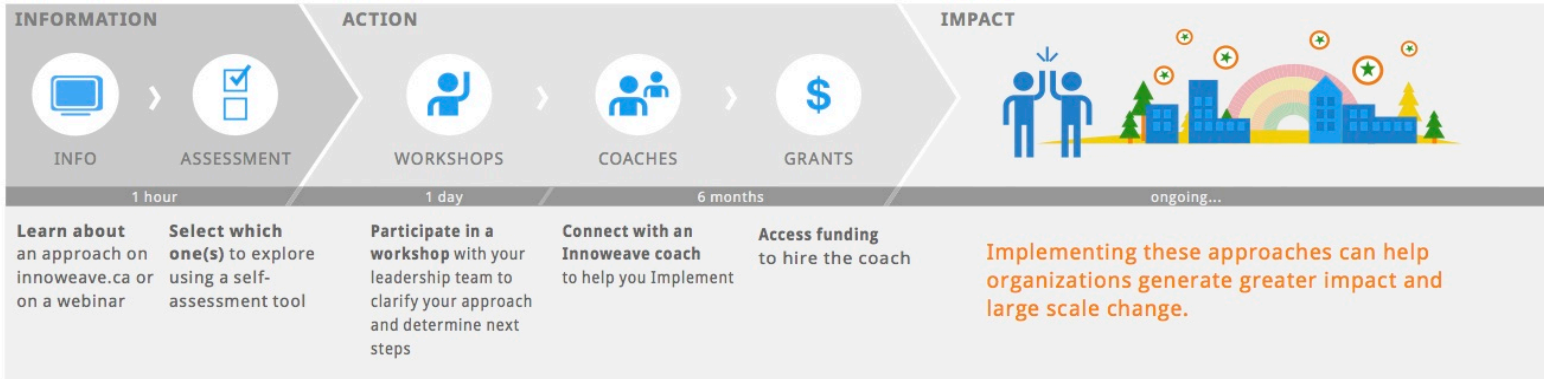 INFORMATION
ACTION
IMPACT
$
INFO
ASSESSMENT
WORKSHOPS
COACHES
GRANTS
1 hour
1 day
6 months
ongoing...
Learn about
an approach on
innoweave.ca or
on a webinar
Select which
one(s) to explore
using a self-
assessment tool
Participate in a
workshop with your
leadership team to
clarify your approach
and determine next
steps
Connect with an
Innoweave coach
to help you Implement
Access funding
to hire the coach
Implementing these approaches can help
organizations generate greater impact and
large scale change.